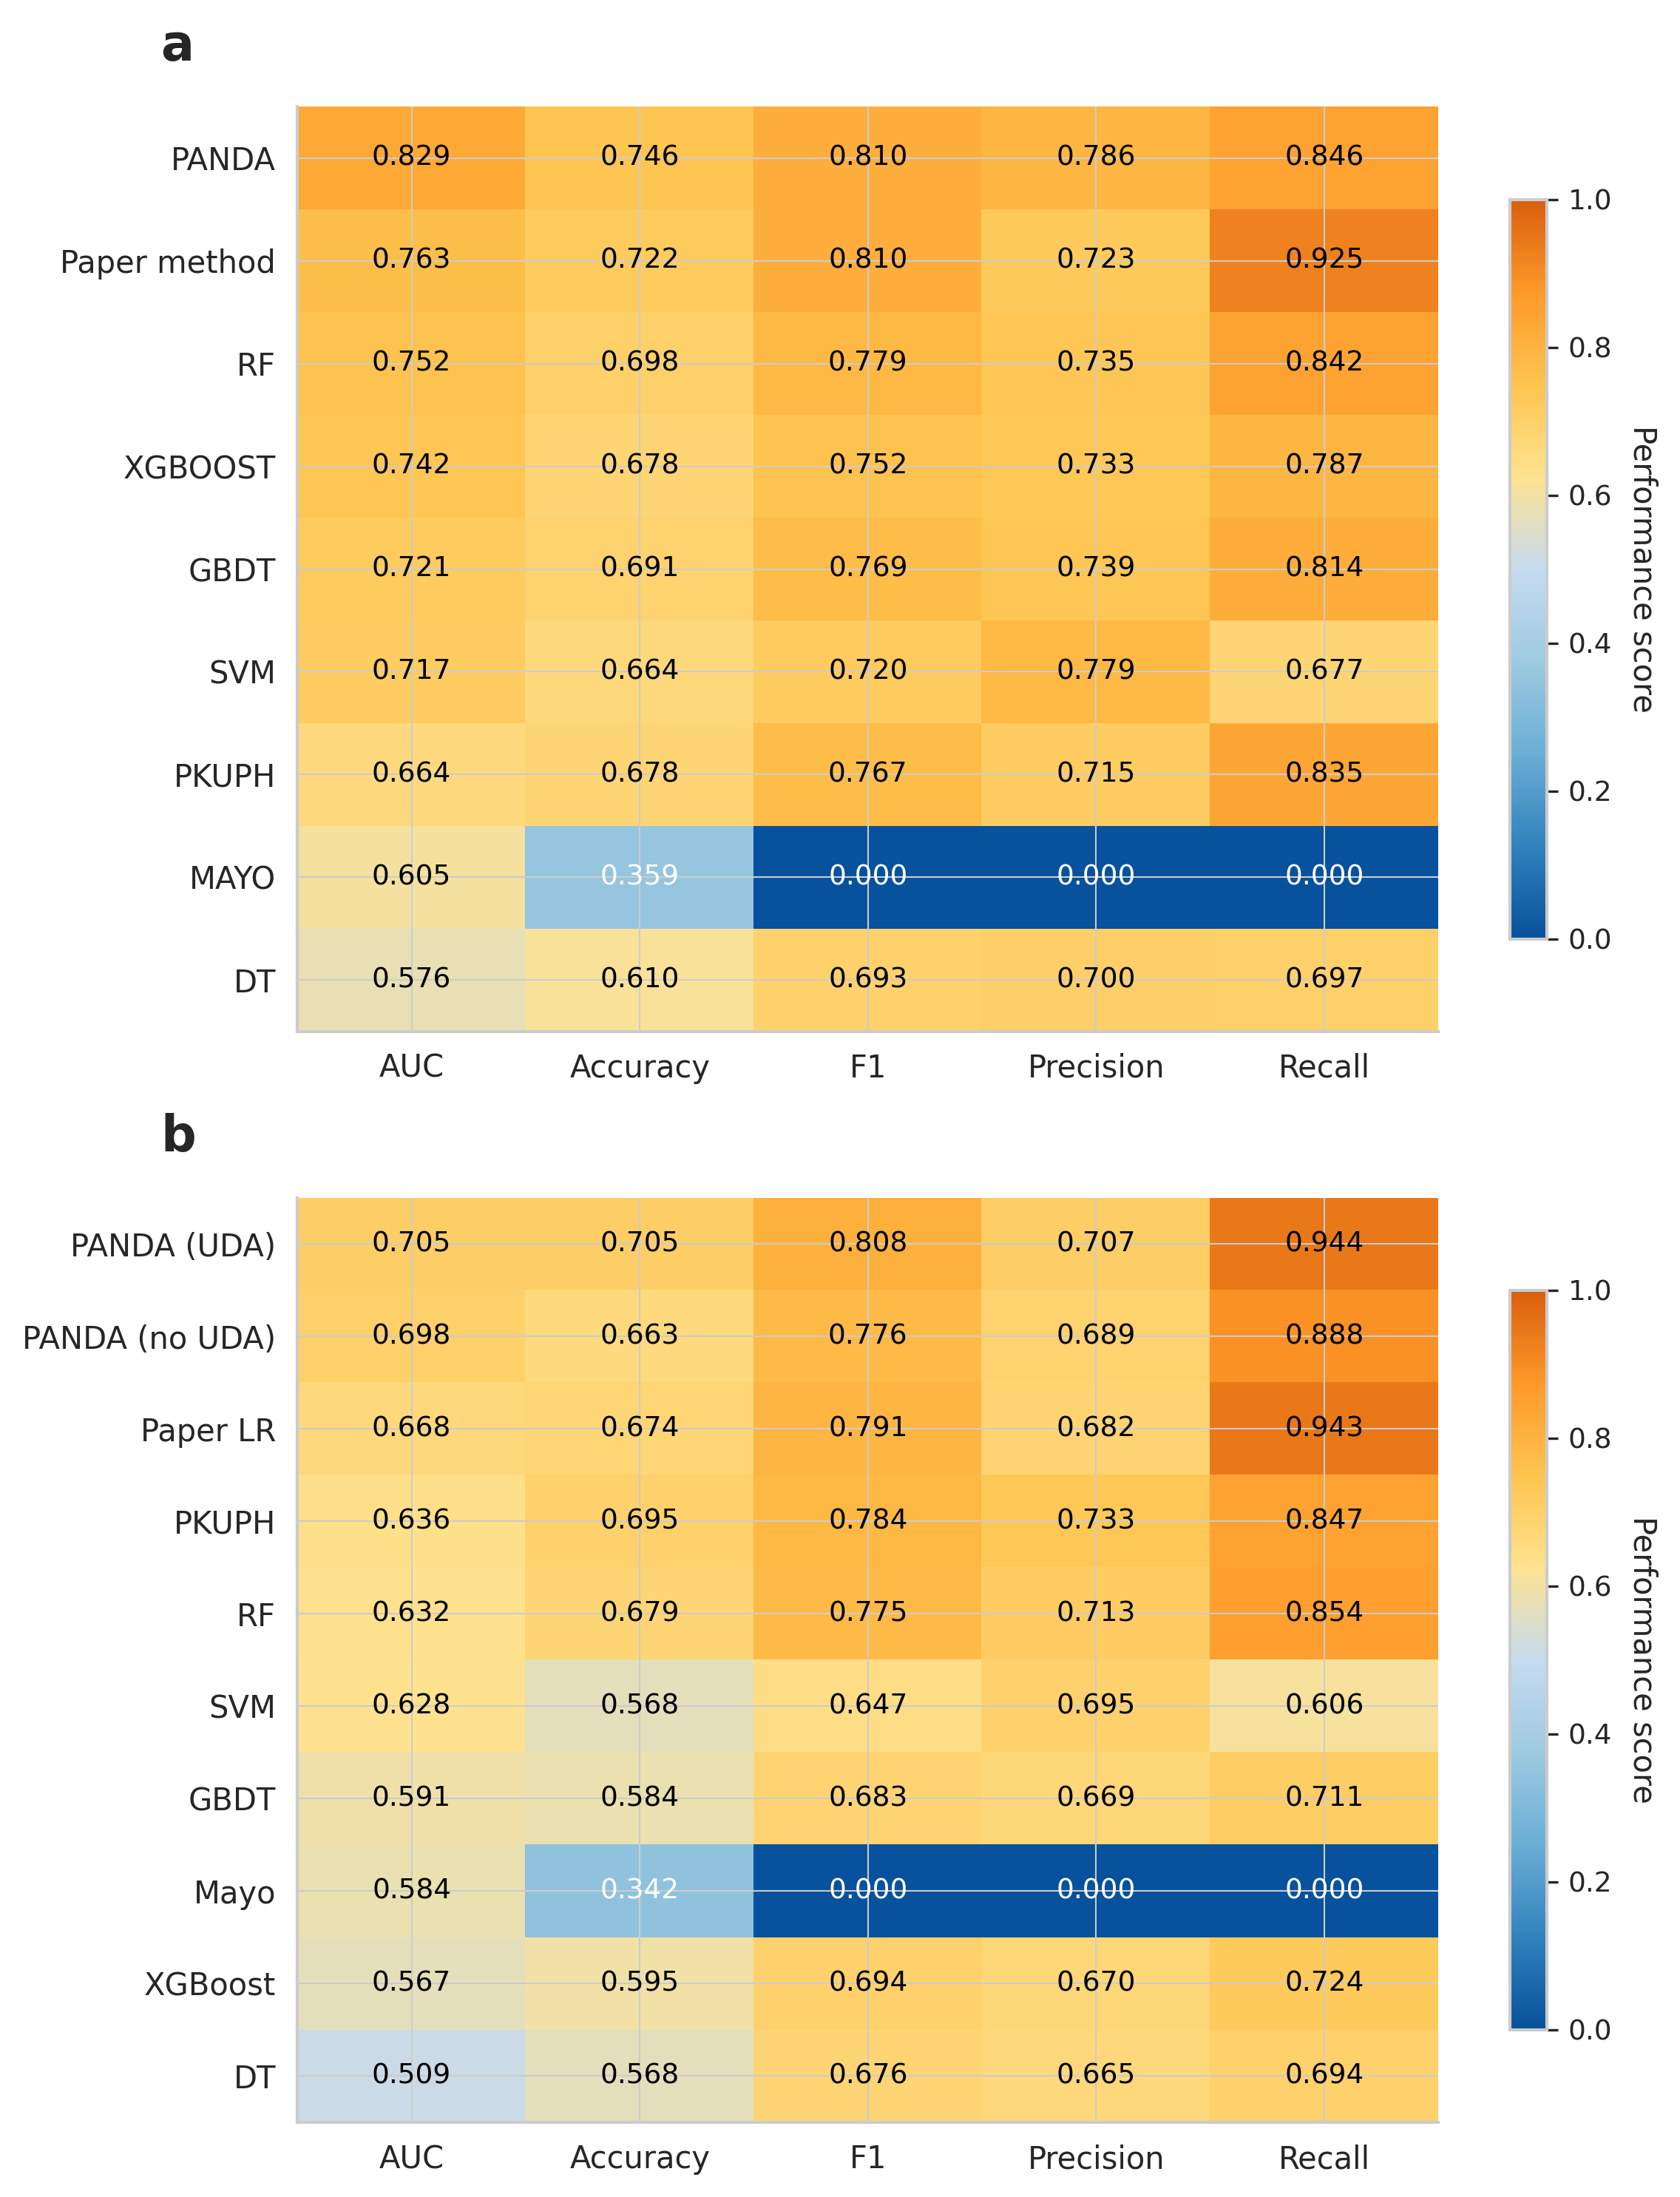 a
PANDA 0.829 0.746 0.810 0.786 0.846
Paper method 0.763 0.722 0.810 0.723 0.925
RF 0.752 0.698 0.779 0.735 0.842
XGBOOST 0.742 0.678 0.752 0.733 0.787
GBDT 0.721 0.691 0.769 0.739 0.814
SVM 0.717 0.664 0.720 0.779 0.677
PKUPH 0.664 0.678 0.767 0.715 0.835
MAYO 0.605 0.359 0.000 0.000 0.000
DT 0.576 0.610 0.693 0.700 0.697
AUC Accuracy F1 Precision Recall
1.0
0.8
0.6
0.4
0.2
0.0
Performance score
b
PANDA (UDA) 0.705 0.705 0.808 0.707 0.944
PANDA (no UDA) 0.698 0.663 0.776 0.689 0.888
Paper LR 0.668 0.674 0.791 0.682 0.943
PKUPH 0.636 0.695 0.784 0.733 0.847
RF 0.632 0.679 0.775 0.713 0.854
SVM 0.628 0.568 0.647 0.695 0.606
GBDT 0.591 0.584 0.683 0.669 0.711
Mayo 0.584 0.342 0.000 0.000 0.000
XGBoost 0.567 0.595 0.694 0.670 0.724
DT 0.509 0.568 0.676 0.665 0.694
AUC Accuracy F1 Precision Recall
1.0
0.8
0.6
0.4
0.2
0.0
Performance score